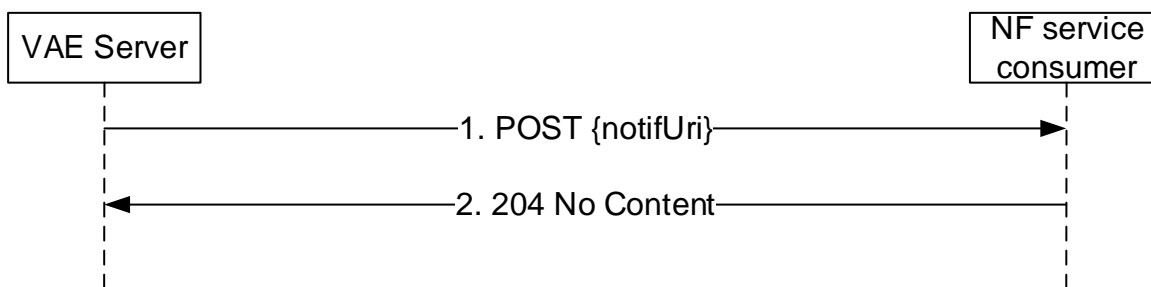 VAE Server
NF service
consumer
1. POST {notifUri}
2. 204 No Content